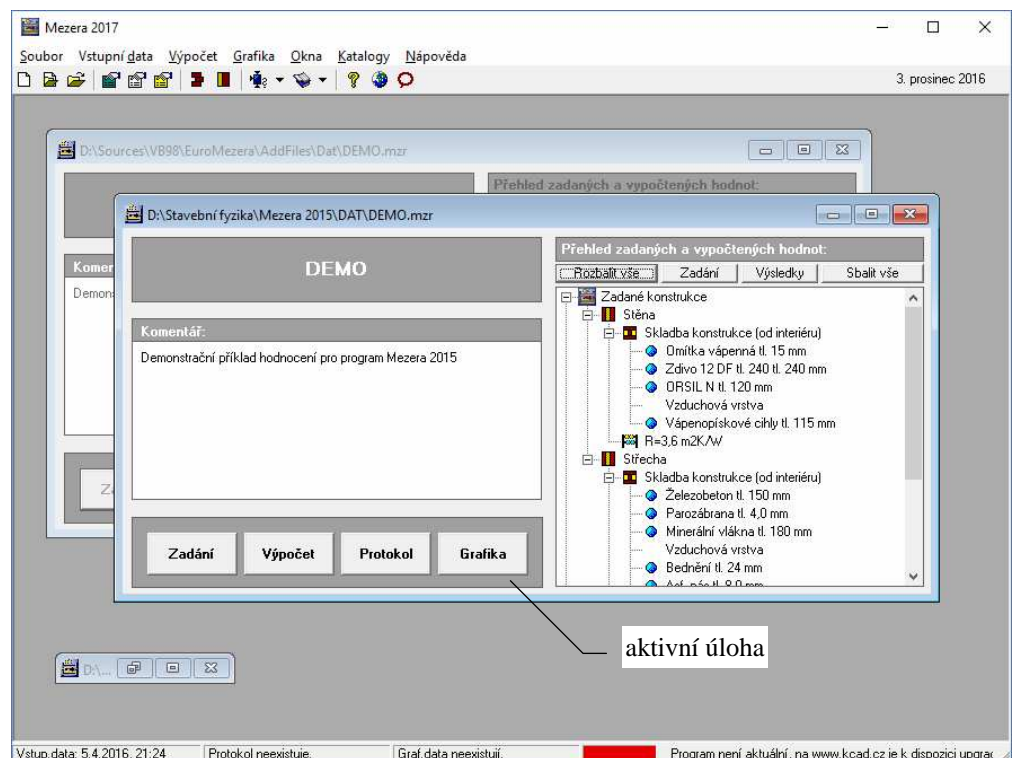 Mezera 2017
Soubor Vstupní data Výpočet Grafika Okna Katalogy Nápověda
3. prosinec 2016
D:\Sources\VB98\EuroMezera\AddFiles\Dat\DEMO.mzr
Přehled zadaných a vypočtených hodnot:
D:\Stavební fyzika\Mezera 2015\DAT\DEMO.mzr
DEMO
Přehled zadaných a vypočtených hodnot:
Rozbalit vše Zadání Výsledky Sbalit vše
Komen
Demons
Komentář:
Demonstrační příklad hodnocení pro program Mezera 2015
Zadané konstrukce
Stěna
Skladba konstrukce (od interiéru)
Omítka vápenná tl. 15 mm
Zdivo 12 DF tl. 240 tl. 240 mm
ORSIL N tl. 120 mm
Vzduchová vrstva
Vápenopískové cihly tl. 115 mm
R=3,6 m2K/W
Střecha
Skladba konstrukce (od interiéru)
Železobeton tl. 150 mm
Parozábrana tl. 4,0 mm
Minerální vlákna tl. 180 mm
Vzduchová vrstva
Bednění tl. 24 mm
Za
Zadání Výpočet Protokol Grafika
aktivní úloha
D:\...
Vstup.data: 5.4.2016, 21:24 Protokol neexistuje. Graf.data neexistují. Program není aktuální, na www.kcad.cz je k dispozici upgrac